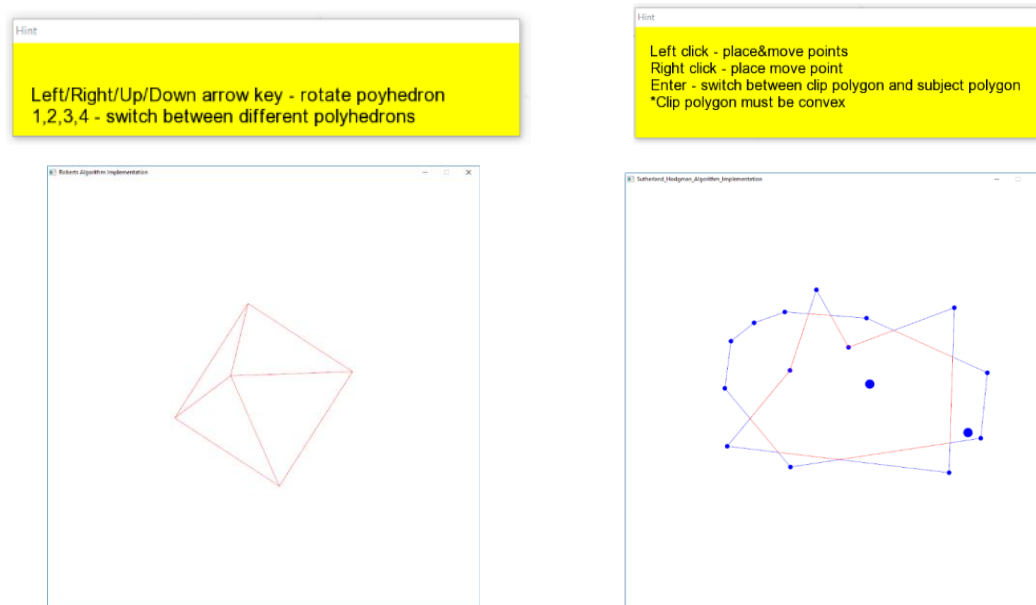 Hint
Left/Right/Up/Down arrow key - rotate poyhedron
1,2,3,4 - switch between different polyhedrons
Roberts Algorithm Implementation
Hint
Left click - place&move points
Right click - place move point
Enter - switch between clip polygon and subject polygon
*Clip polygon must be convex
Sutherland_Hodgman_Algorithm_Implementation